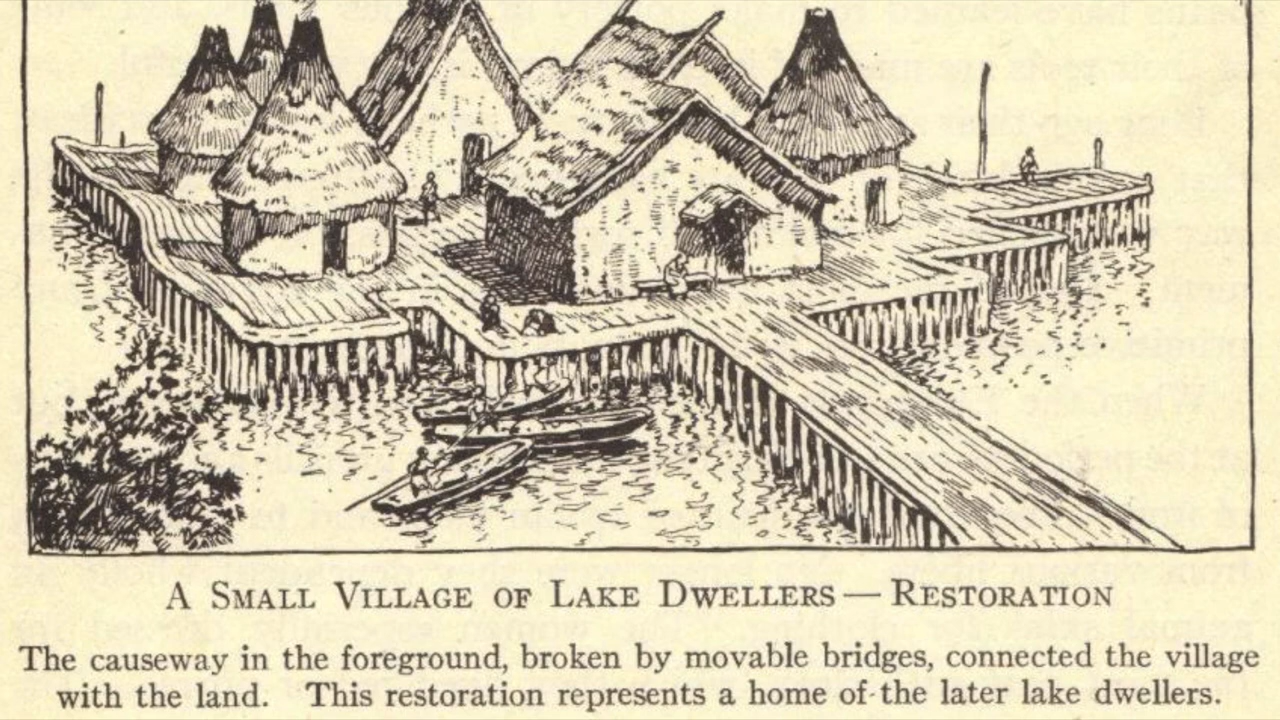 A Small Village of Lake Dwellers — Restoration
The causeway in the foreground, broken by movable bridges, connected the village
with the land. This restoration represents a home of the later lake dwellers.